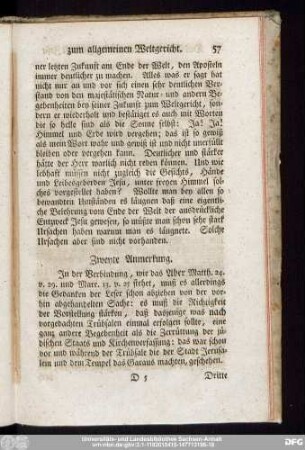 zum allgemeinen Weltgericht. 57
ner letzten Zukunft am Ende der Welt, den Aposteln
immer deutlicher zu machen. Alles was er sagt hat
nicht nur an und vor sich einen sehr deutlichen Ver-
stand von den majestätischen Natur- und andern Be-
gebenheiten bey seiner Zukunft zum Weltgericht, son-
dern er wiederholt und bestätiget es auch mit Worten
die so helle sind als die Sonne selbst: Ja! Ja!
Himmel und Erde wird vergehen; das ist so gewiß
als mein Wort wahr und gewiß ist und nicht unerfüllt
bleiben oder vergehen kann. Deutlicher und stärker
hätte der Herr warlich nicht reden können. Und wie
lebhaft müssen nicht zugleich die Gesichts, Hände
und Leibesgeberden Jesu, unter freyen Himmel sol-
ches vorgestellet haben? Wollte man bey allen so
bewandten Umständen es läugnen daß eine eigentli-
che Belehrung vom Ende der Welt der ausdrückliche
Entzweck Jesu gewesen, so müßte man schon sehr stark
Ursachen haben warum man es läugnete. Solche
Ursachen aber sind nicht vorhanden.
Zweyte Anmerkung.
In der Verbindung, wie das Aber Matth. 24.
v. 29. und Marc. 13. v. 21 stehet, muß es allerdings
die Gedanken der Leser schon abziehen von der vor-
hin abgehandelten Sache: es muß die Richtigkeit
der Vorstellung stärken, daß dasjenige was nach
vorgedachten Trübsalen einmal erfolgen sollte, eine
ganz andere Begebenheit als die Zerrüttung der jü-
dischen Staats und Kirchenverfassung: das war schon
vor und während der Trübsale die der Stadt Jerusa-
lem und dem Tempel das Garaus machten, geschehen.
D 5 Dritte
Universitäts- und Landesbibliothek Sachsen-Anhalt
DFG